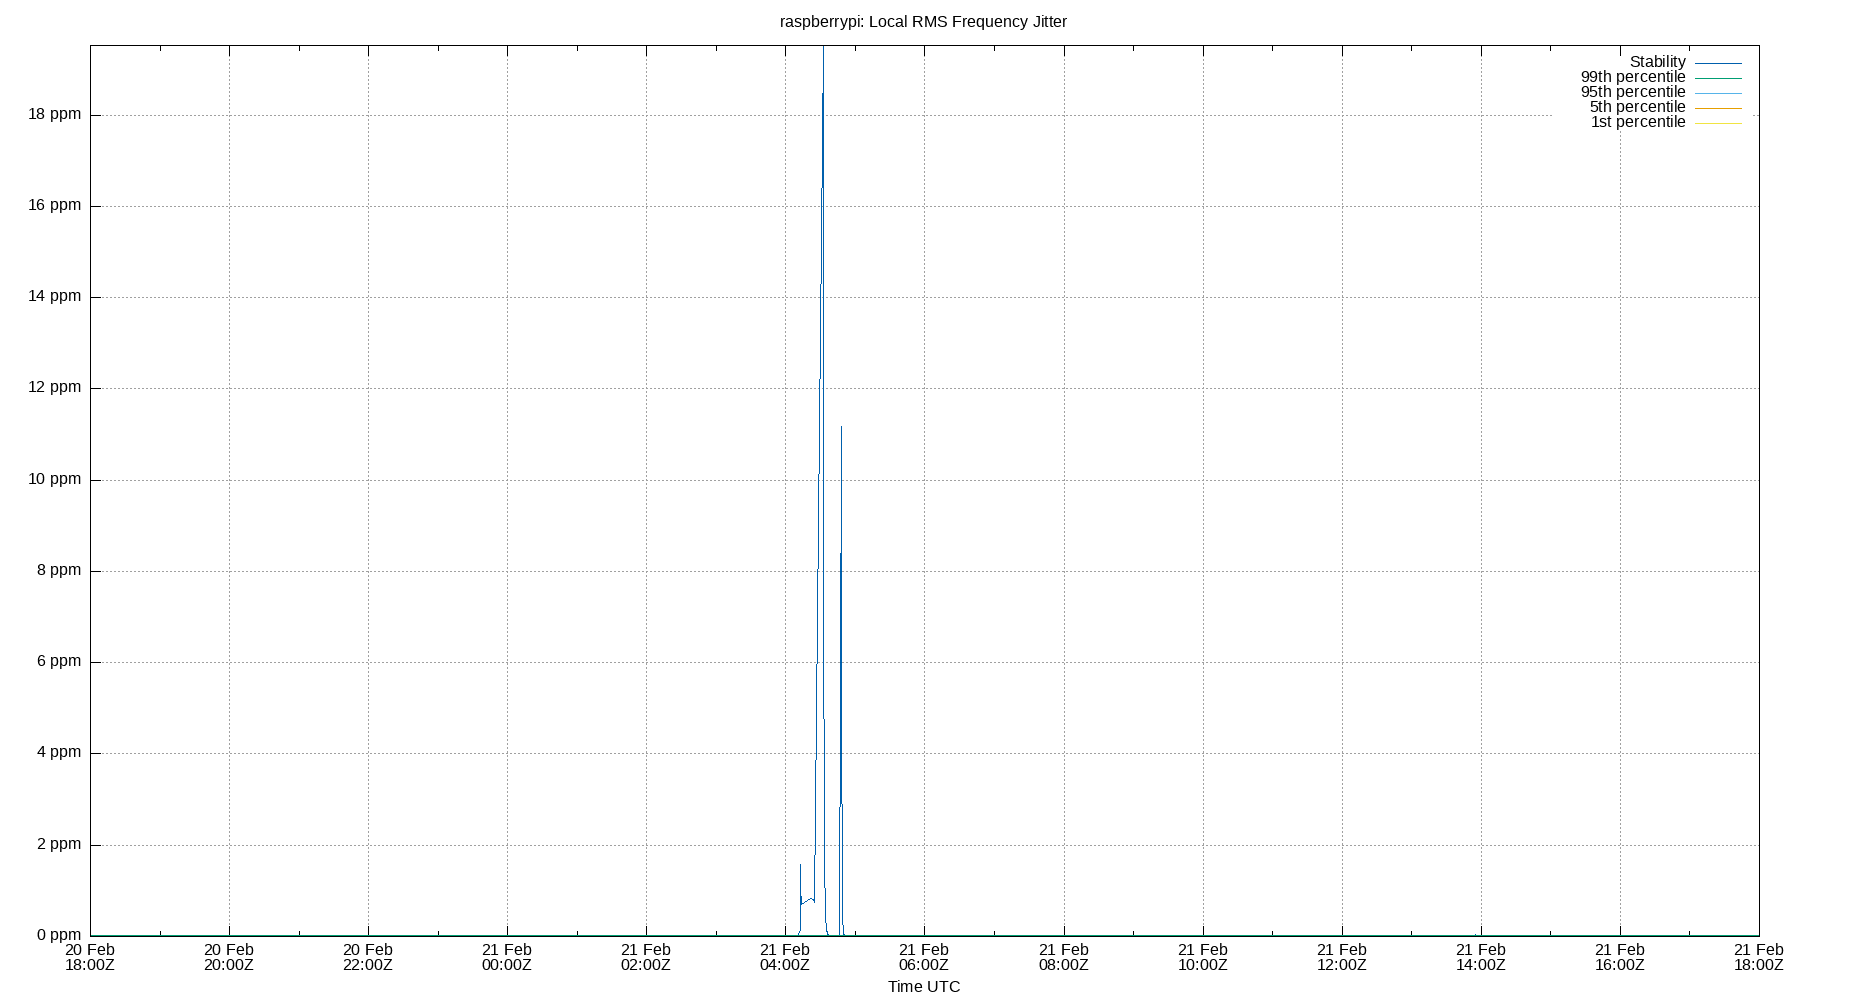 raspberrypi: Local RMS Frequency Jitter
Stability
99th percentile
95th percentile
5th percentile
1st percentile
18 ppm
16 ppm
14 ppm
12 ppm
10 ppm
8 ppm
6 ppm
4 ppm
2 ppm
0 ppm
20 Feb 20 Feb 20 Feb 21 Feb 21 Feb 21 Feb 21 Feb 21 Feb 21 Feb 21 Feb 21 Feb 21 Feb 21 Feb
18:00Z 20:00Z 22:00Z 00:00Z 02:00Z 04:00Z 06:00Z 08:00Z 10:00Z 12:00Z 14:00Z 16:00Z 18:00Z
Time UTC